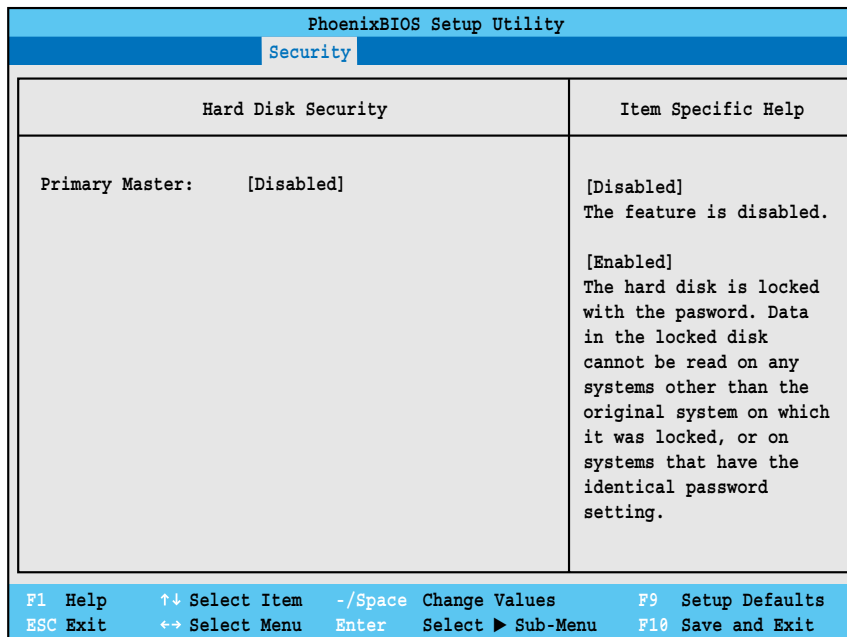 PhoenixBIOS Setup Utility
Security
Hard Disk Security
Item Specific Help
Primary Master: [Disabled]
[Disabled]
The feature is disabled.
[Enabled]
The hard disk is locked
with the pasword. Data
in the locked disk
cannot be read on any
systems other than the
original system on which
it was locked, or on
systems that have the
identical password
setting.
F1 Help ↑↓ Select Item -/Space Change Values F9 Setup Defaults
ESC Exit ←→ Select Menu Enter Select ▶ Sub-Menu F10 Save and Exit